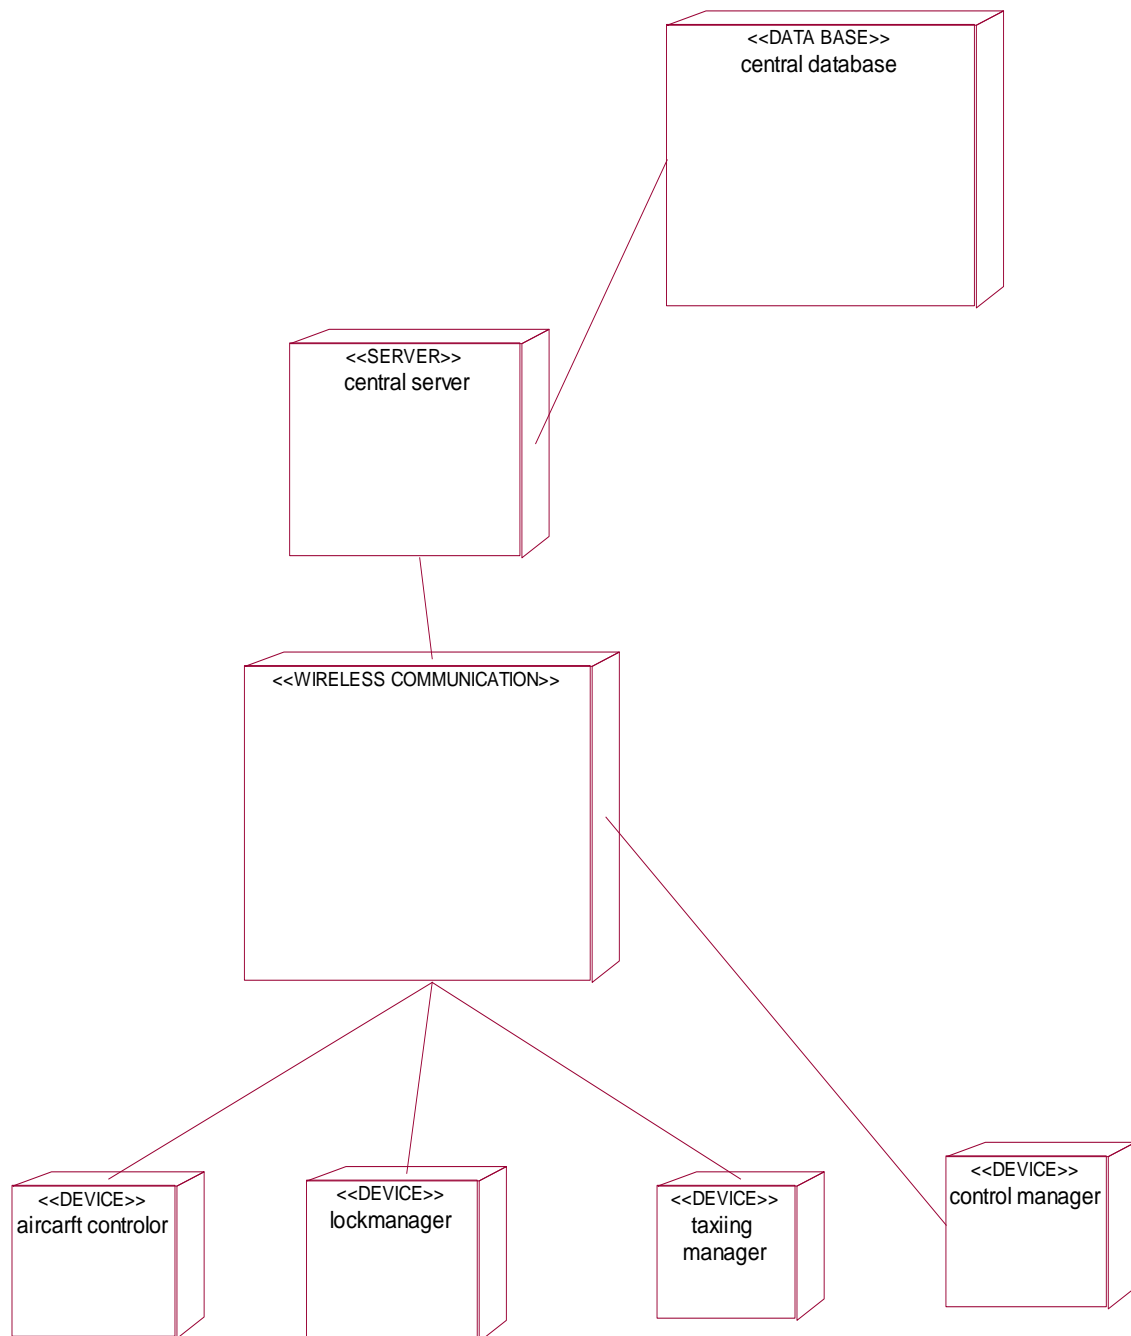 <<DATA BASE>>
central database
<<SERVER>>
central server
<<WIRELESS COMMUNICATION>>
<<DEVICE>>
aircarft controlor
<<DEVICE>>
lockmanager
<<DEVICE>>
taxiing
manager
<<DEVICE>>
control manager